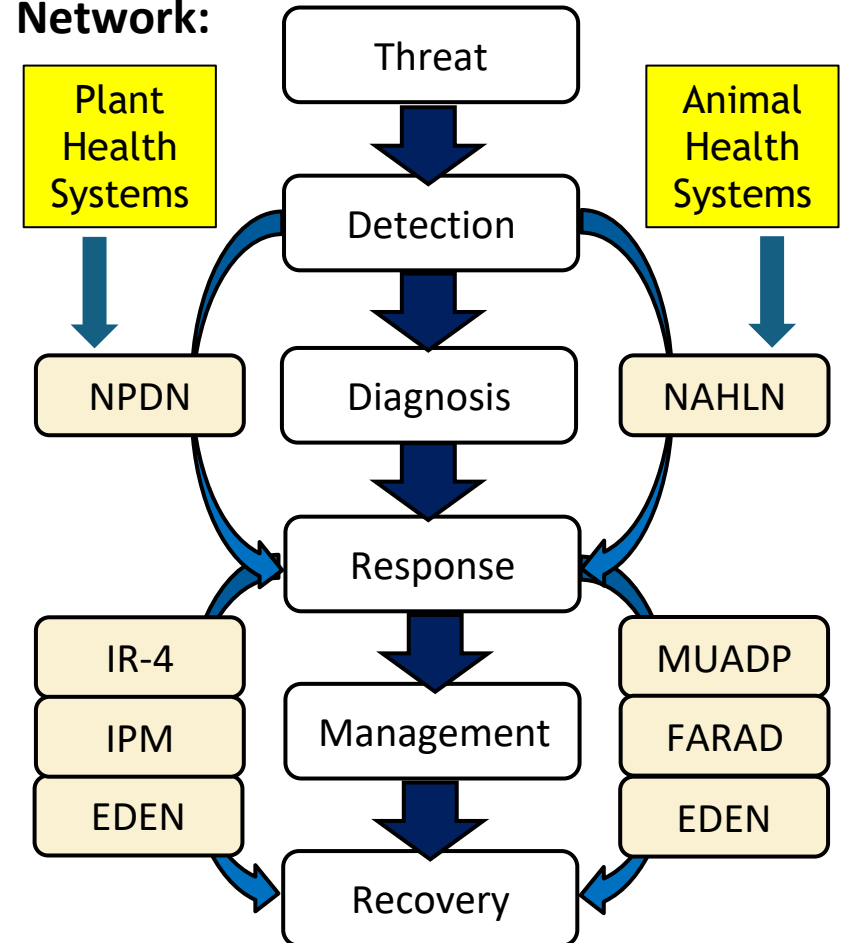 Network:
Threat
Plant
Health
Systems
Animal
Health
Systems
Detection
NPDN
Diagnosis
NAHLN
Response
IR-4
MUADP
IPM
Management
FARAD
EDEN
EDEN
Recovery